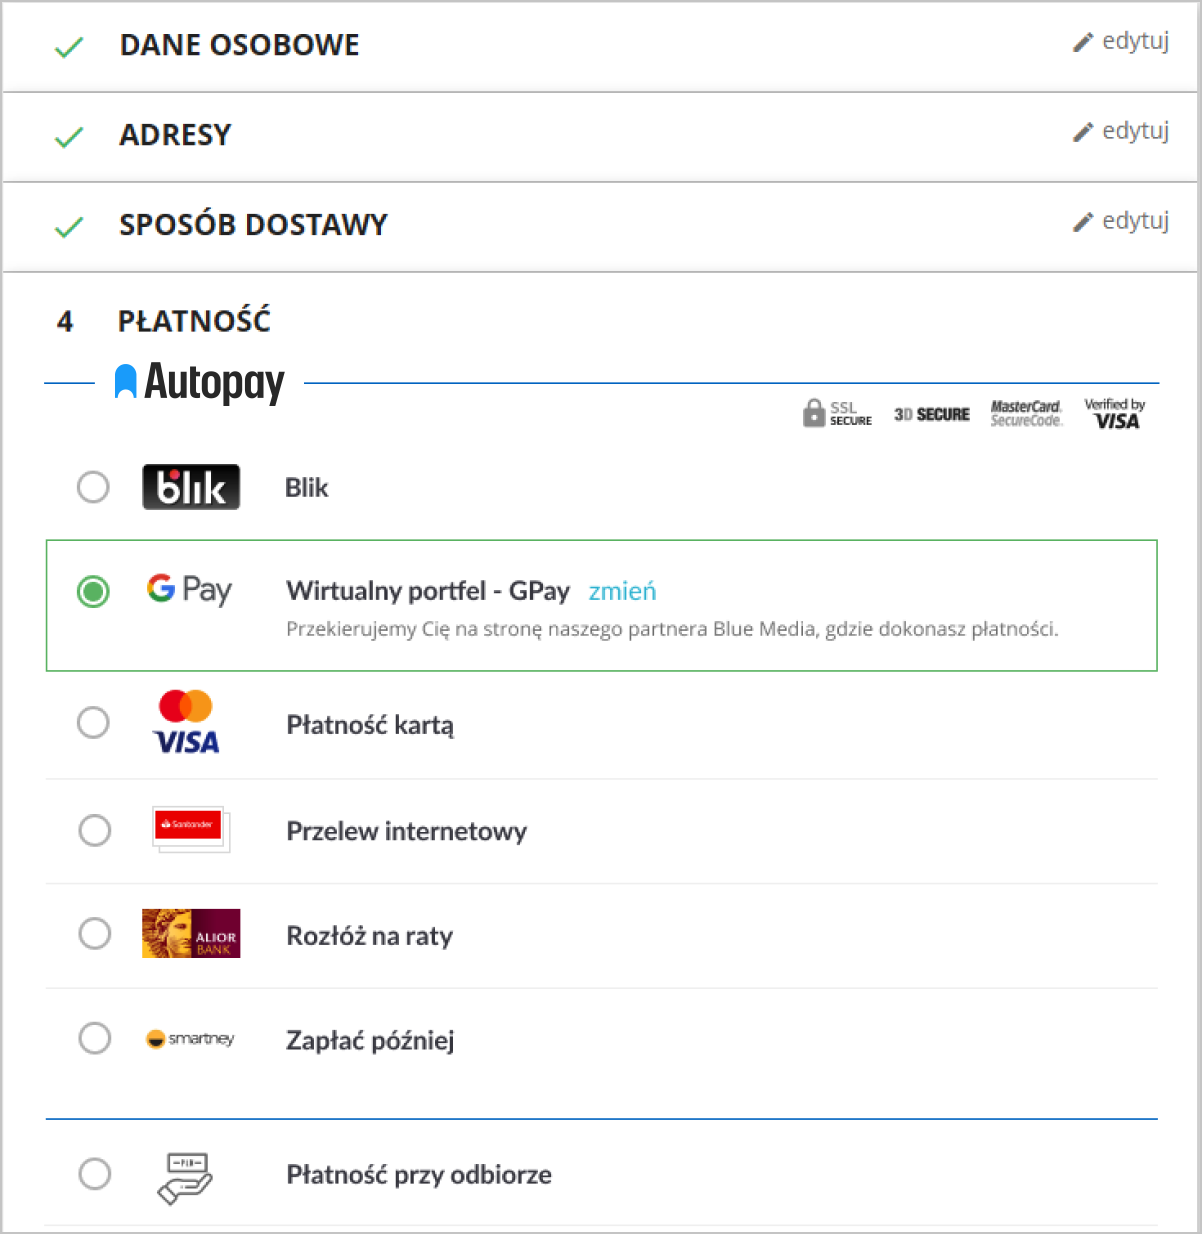 DANE OSOBOWE
edytuj
ADRESY
edytuj
SPOSÓB DOSTAWY
edytuj
4 PŁATNOŚĆ
Autopay
SSL
SECURE
3D SECURE
MasterCard.
SecureCode.
Verified by
VISA
blik
Blik
G Pay
Wirtualny portfel - GPay zmień
Przekierujemy Cię na stronę naszego partnera Blue Media, gdzie dokonasz płatności.
VISA
Płatność kartą
Santander
Przelew internetowy
ALIOR
BANK
Rozłóż na raty
smartney
Zapłać później
PIN
Płatność przy odbiorze